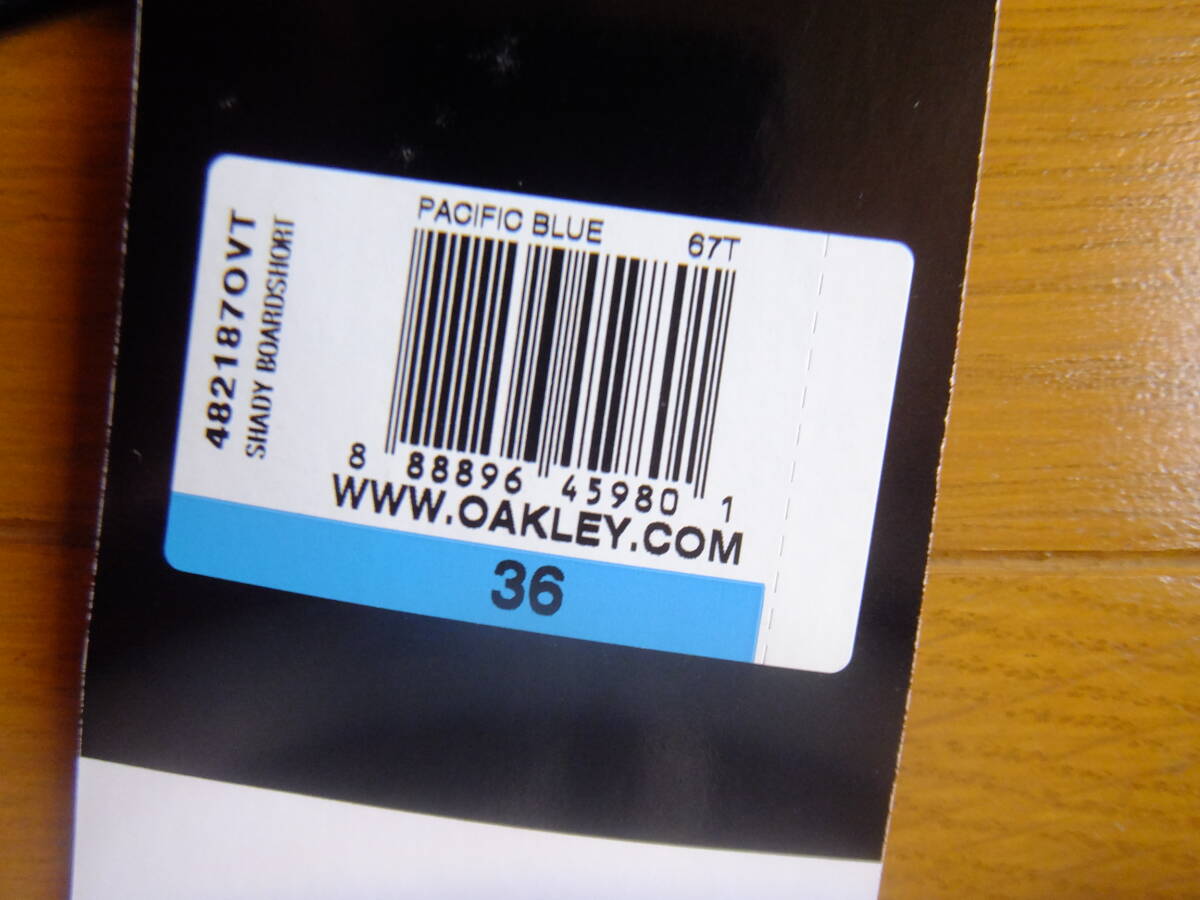 PACIFIC BLUE 67T
482187OVT
SHADY BOARDSHORT
8 88896 45980 1
WWW.OAKLEY.COM
36